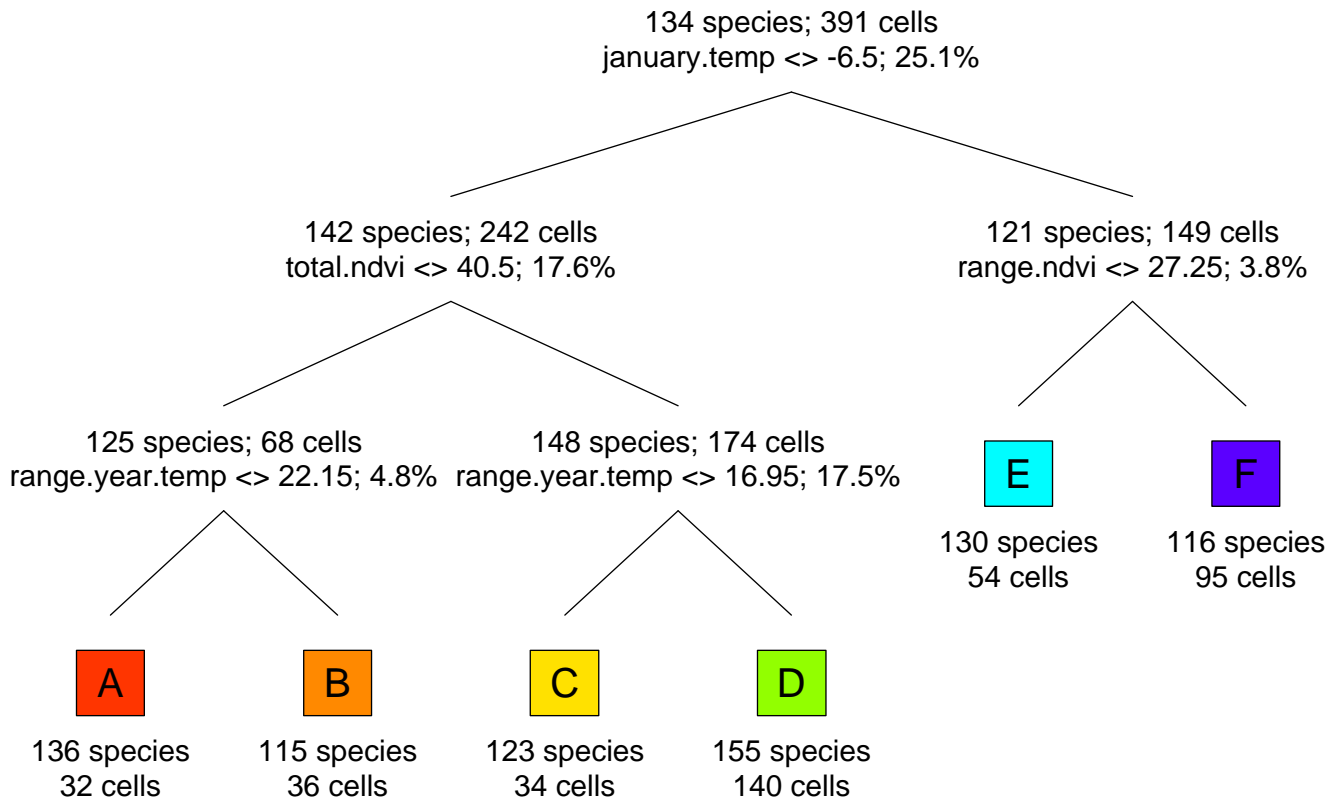 134 species; 391 cells
january.temp <> -6.5; 25.1%
142 species; 242 cells
total.ndvi <> 40.5; 17.6%
121 species; 149 cells
range.ndvi <> 27.25; 3.8%
125 species; 68 cells
range.year.temp <> 22.15; 4.8%
148 species; 174 cells
range.year.temp <> 16.95; 17.5%
E
130 species
54 cells
F
116 species
95 cells
A
136 species
32 cells
B
115 species
36 cells
C
123 species
34 cells
D
155 species
140 cells